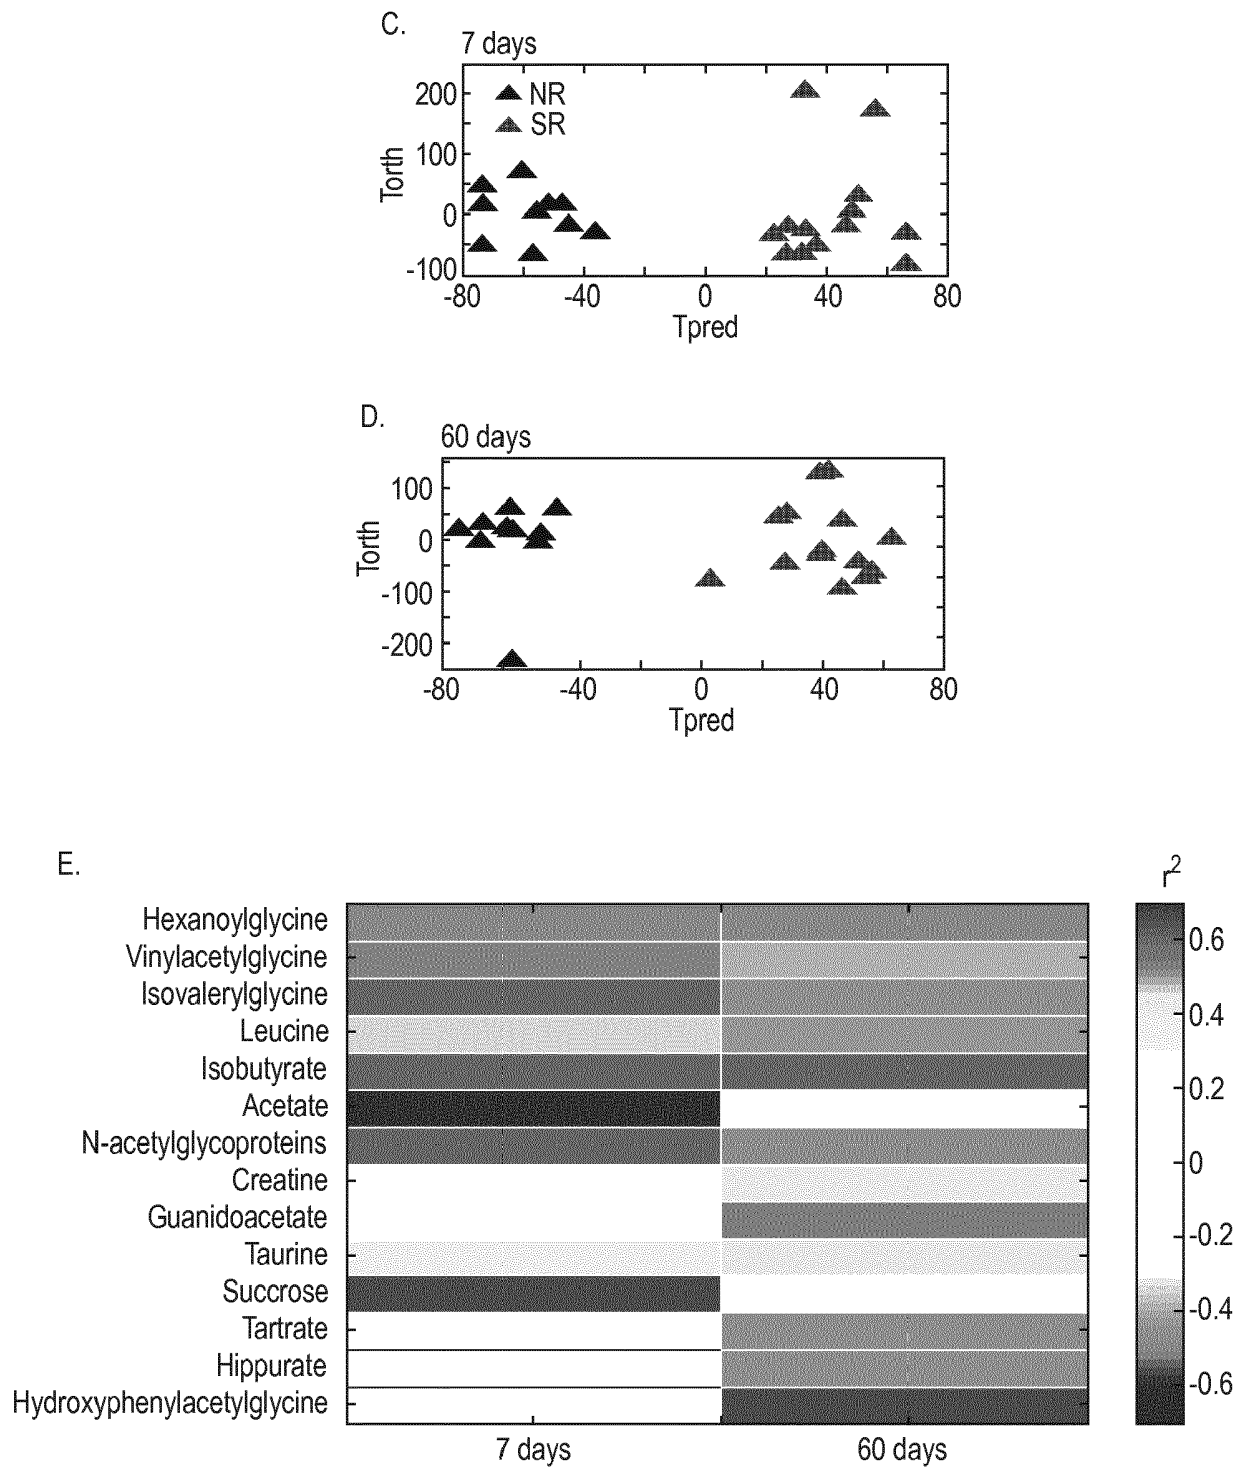 C.
7 days
NR
SR
200
100
0
-100
Torth
-80 -40 0 40 80
Tpred
D.
60 days
100
0
-100
-200
Torth
-80 -40 0 40 80
Tpred
E.
r2
Hexanoylglycine
Vinylacetylglycine
Isovalerylglycine
Leucine
Isobutyrate
Acetate
N-acetylglycoproteins
Creatine
Guanidoacetate
Taurine
Succrose
Tartrate
Hippurate
Hydroxyphenylacetylglycine
7 days 60 days
0.6
0.4
0.2
0
-0.2
-0.4
-0.6